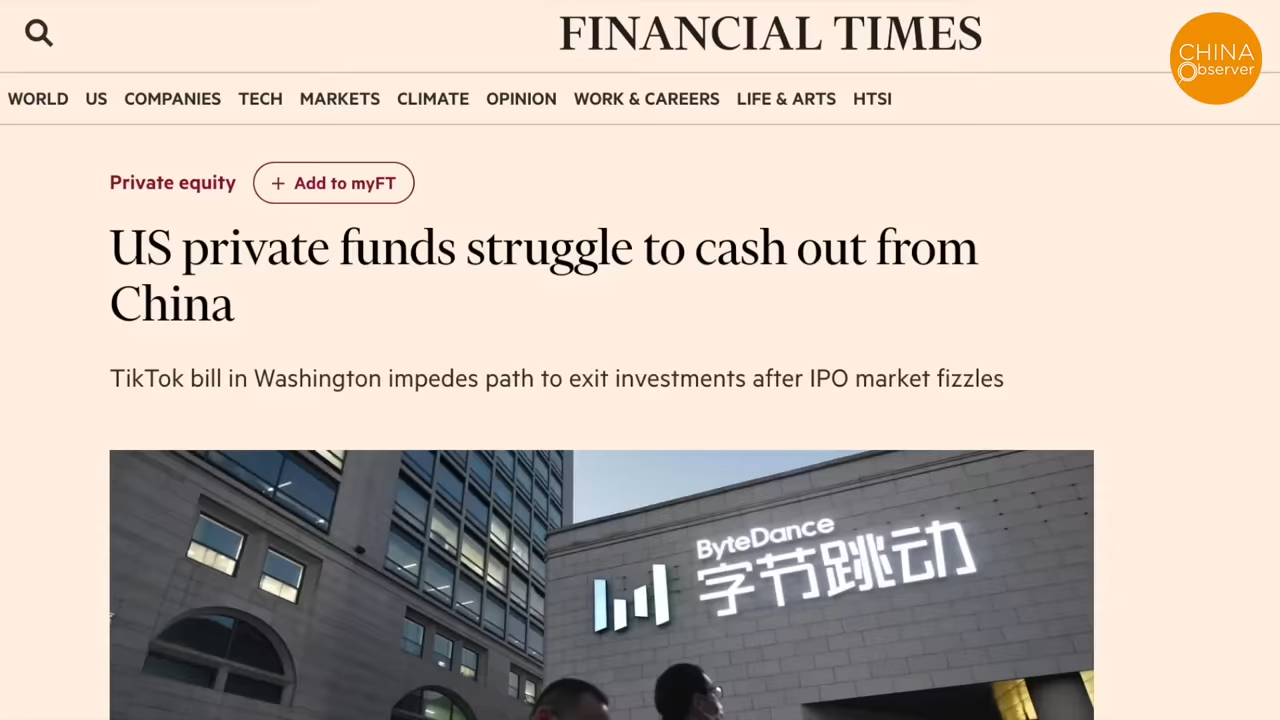 FINANCIAL TIMES
CHINA
Observer
WORLD US COMPANIES TECH MARKETS CLIMATE OPINION WORK & CAREERS LIFE & ARTS HTSI
Private equity
+ Add to myFT
US private funds struggle to cash out from
China
TikTok bill in Washington impedes path to exit investments after IPO market fizzles
ByteDance
字节跳动